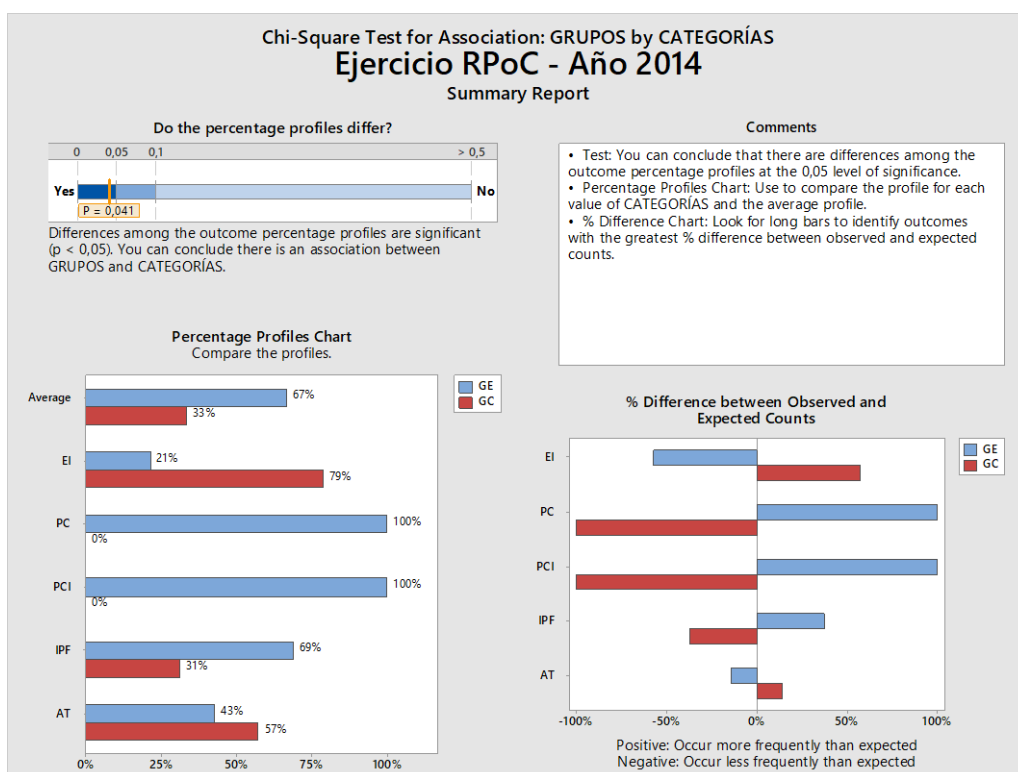 Chi-Square Test for Association: GRUPOS by CATEGORÍAS
Ejercicio RPoC - Año 2014
Summary Report
Do the percentage profiles differ?
0 0,05 0,1 > 0,5
Yes No
P = 0,041
Differences among the outcome percentage profiles are significant
(p < 0,05). You can conclude there is an association between
GRUPOS and CATEGORÍAS.
Comments
• Test: You can conclude that there are differences among the
outcome percentage profiles at the 0,05 level of significance.
• Percentage Profiles Chart: Use to compare the profile for each
value of CATEGORÍAS and the average profile.
• % Difference Chart: Look for long bars to identify outcomes
with the greatest % difference between observed and expected
counts.
Percentage Profiles Chart
Compare the profiles.
GE
GC
Average
67%
33%
EI
21%
79%
PC
100%
0%
PCI
100%
0%
IPF
69%
31%
AT
43%
57%
0% 25% 50% 75% 100%
% Difference between Observed and
Expected Counts
GE
GC
EI
PC
PCI
IPF
AT
-100% -50% 0% 50% 100%
Positive: Occur more frequently than expected
Negative: Occur less frequently than expected